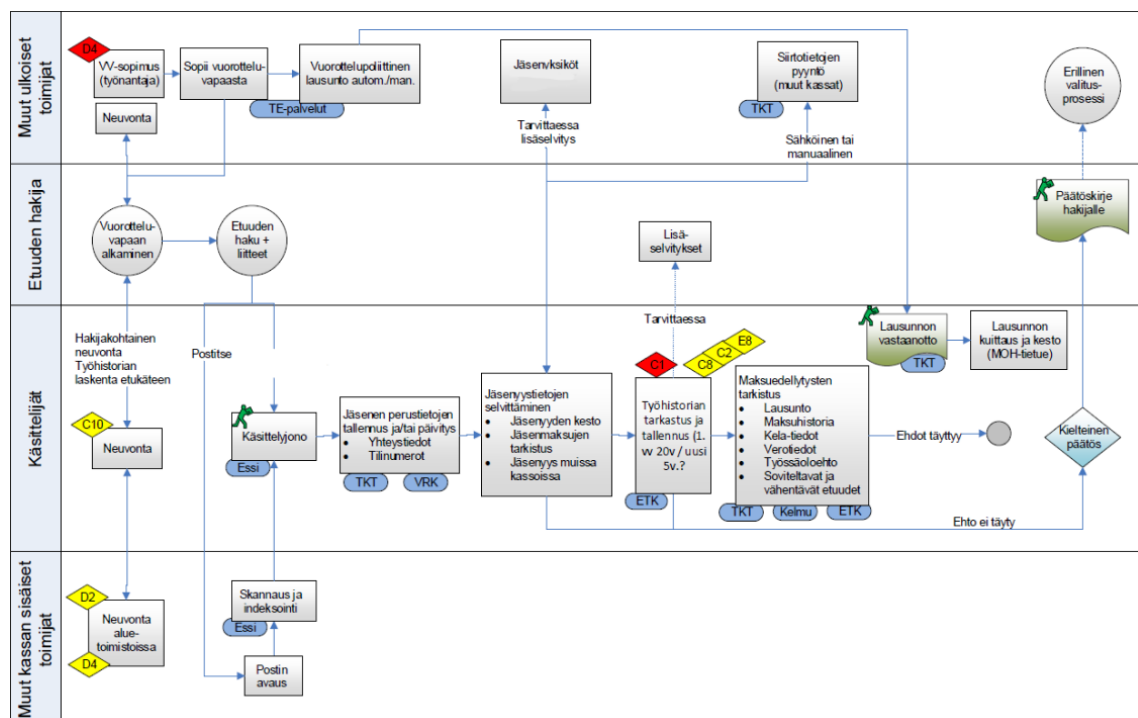 Muut ulkoiset
toimijat
D4
VV-sopimus
(työnantaja)
Neuvonta
Sopii vuorottelu-
vapaasta
Vuorottelupoliittinen
lausunto autom./man.
TE-palvelut
Jäsenyksiköt
Tarvittaessa
lisäselvitys
Siirtotietojen
pyyntö
(muut kassat)
TKT
Sähköinen tai
manuaalinen
Erillinen
valitus-
prosessi
Etuuden hakija
Vuorottelu-
vapaan
alkaminen
Etuuden
haku +
liitteet
Lisä-
selvitykset
Päätöskirje
hakijalle
Käsittelijät
Hakijakohtainen
neuvonta
Työhistorian
laskenta etukäteen
C10
Neuvonta
Postitse
Käsittelyjono
Essi
Jäsenen perustietojen
tallennus ja/tai päivitys
• Yhteystiedot
• Tilinumerot
TKT
VRK
Jäsenyystietojen
selvittäminen
• Jäsenyyden kesto
• Jäsenmaksujen
tarkistus
• Jäsenyys muissa
kassoissa
Tarvittaessa
C1
C8
C2
E8
Työhistorian
tarkastus ja
tallennus (1.
vv 20v / uusi
5v.?
ETK
Maksuedellytysten
tarkistus
• Lausunto
• Maksuhistoria
• Kela-tiedot
• Verotiedot
• Työssäoloehto
• Soviteltavat ja
vähentävät etuudet
TKT
Kelmu
ETK
Lausunnon
vastaanotto
TKT
Lausunnon
kuittaus ja kesto
(MOH-tietue)
Ehdot täyttyy
Ehto ei täyty
Kielteinen
päätös
Muut kassan sisäiset
toimijat
D2
Neuvonta
alue-
toimistoissa
D4
Skannaus ja
indeksointi
Essi
Postin
avaus